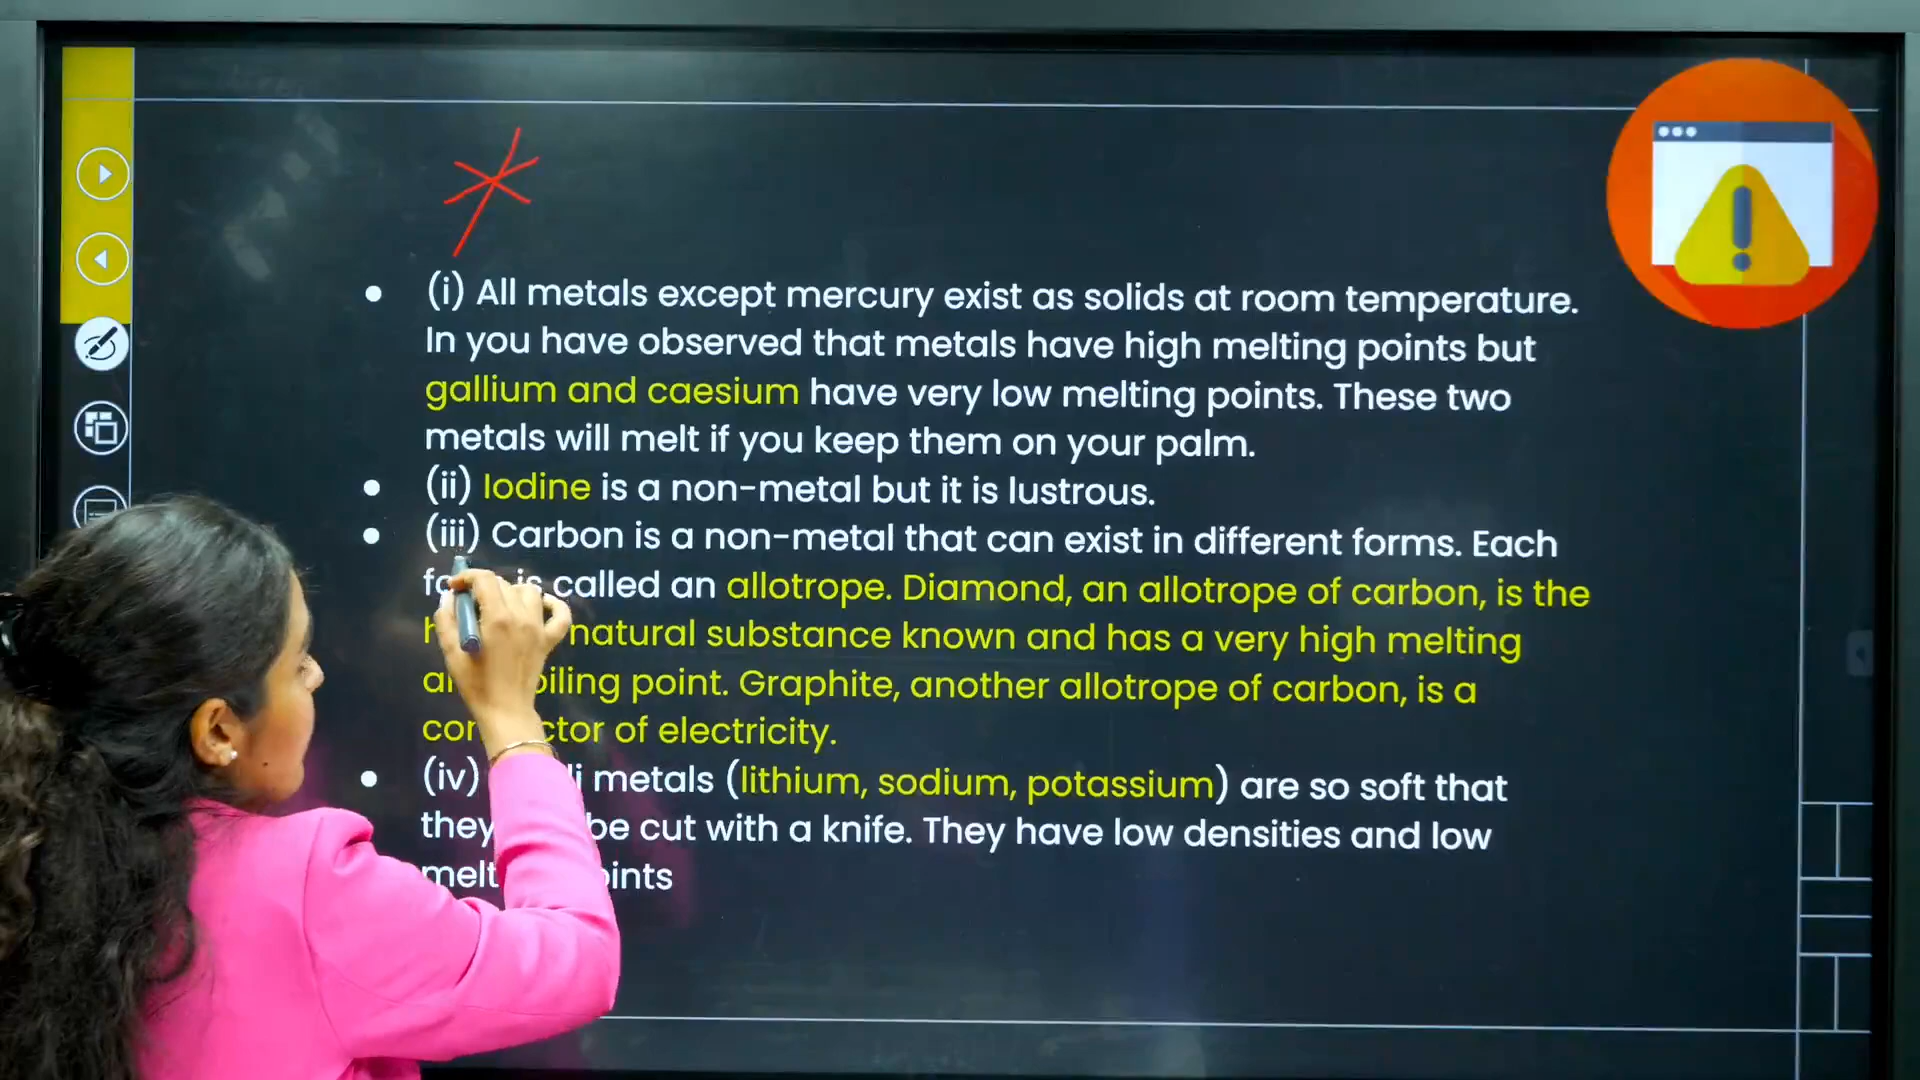 (i) All metals except mercury exist as solids at room temperature.
In you have observed that metals have high melting points but
gallium and caesium have very low melting points. These two
metals will melt if you keep them on your palm.
(ii) Iodine is a non-metal but it is lustrous.
(iii) Carbon is a non-metal that can exist in different forms. Each
is called an allotrope. Diamond, an allotrope of carbon, is the
natural substance known and has a very high melting
point. Graphite, another allotrope of carbon, is a
of electricity.
(iv) metals (lithium, sodium, potassium) are so soft that
they be cut with a knife. They have low densities and low